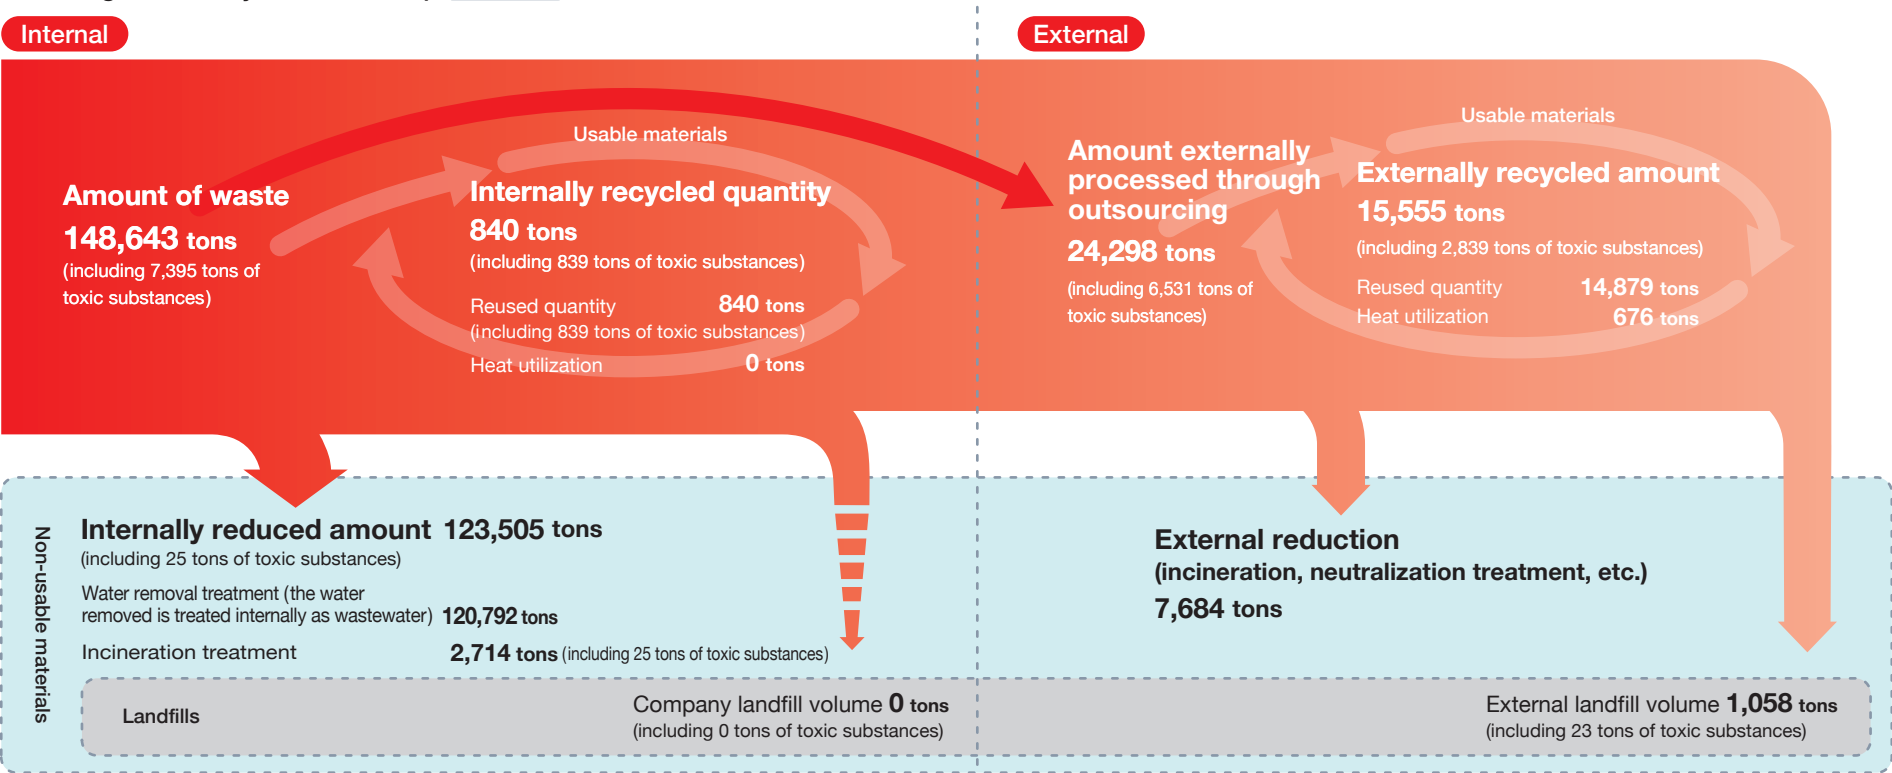 Internal
External
Usable materials
Amount of waste
148,643 tons
(including 7,395 tons of
toxic substances)
Internally recycled quantity
840 tons
(including 839 tons of toxic substances)
Reused quantity 840 tons
(including 839 tons of toxic substances)
Heat utilization 0 tons
Amount externally
processed through
outsourcing
24,298 tons
(including 6,531 tons of
toxic substances)
Usable materials
Externally recycled amount
15,555 tons
(including 2,839 tons of toxic substances)
Reused quantity 14,879 tons
Heat utilization 676 tons
Non-usable materials
Internally reduced amount 123,505 tons
(including 25 tons of toxic substances)
Water removal treatment (the water
removed is treated internally as wastewater) 120,792 tons
Incineration treatment 2,714 tons (including 25 tons of toxic substances)
External reduction
(incineration, neutralization treatment, etc.)
7,684 tons
Landfills
Company landfill volume 0 tons
(including 0 tons of toxic substances)
External landfill volume 1,058 tons
(including 23 tons of toxic substances)